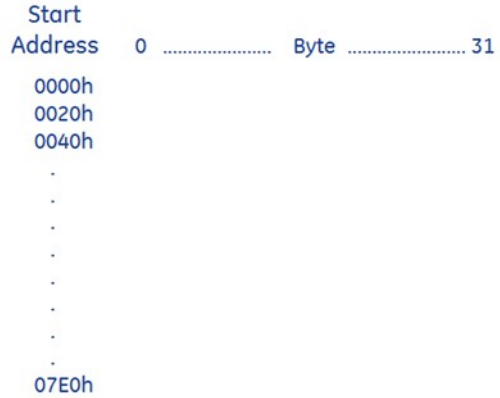 Start
Address 0 ...................... Byte ........................ 31
0000h
0020h
0040h
.
.
.
.
.
.
.
.
07E0h